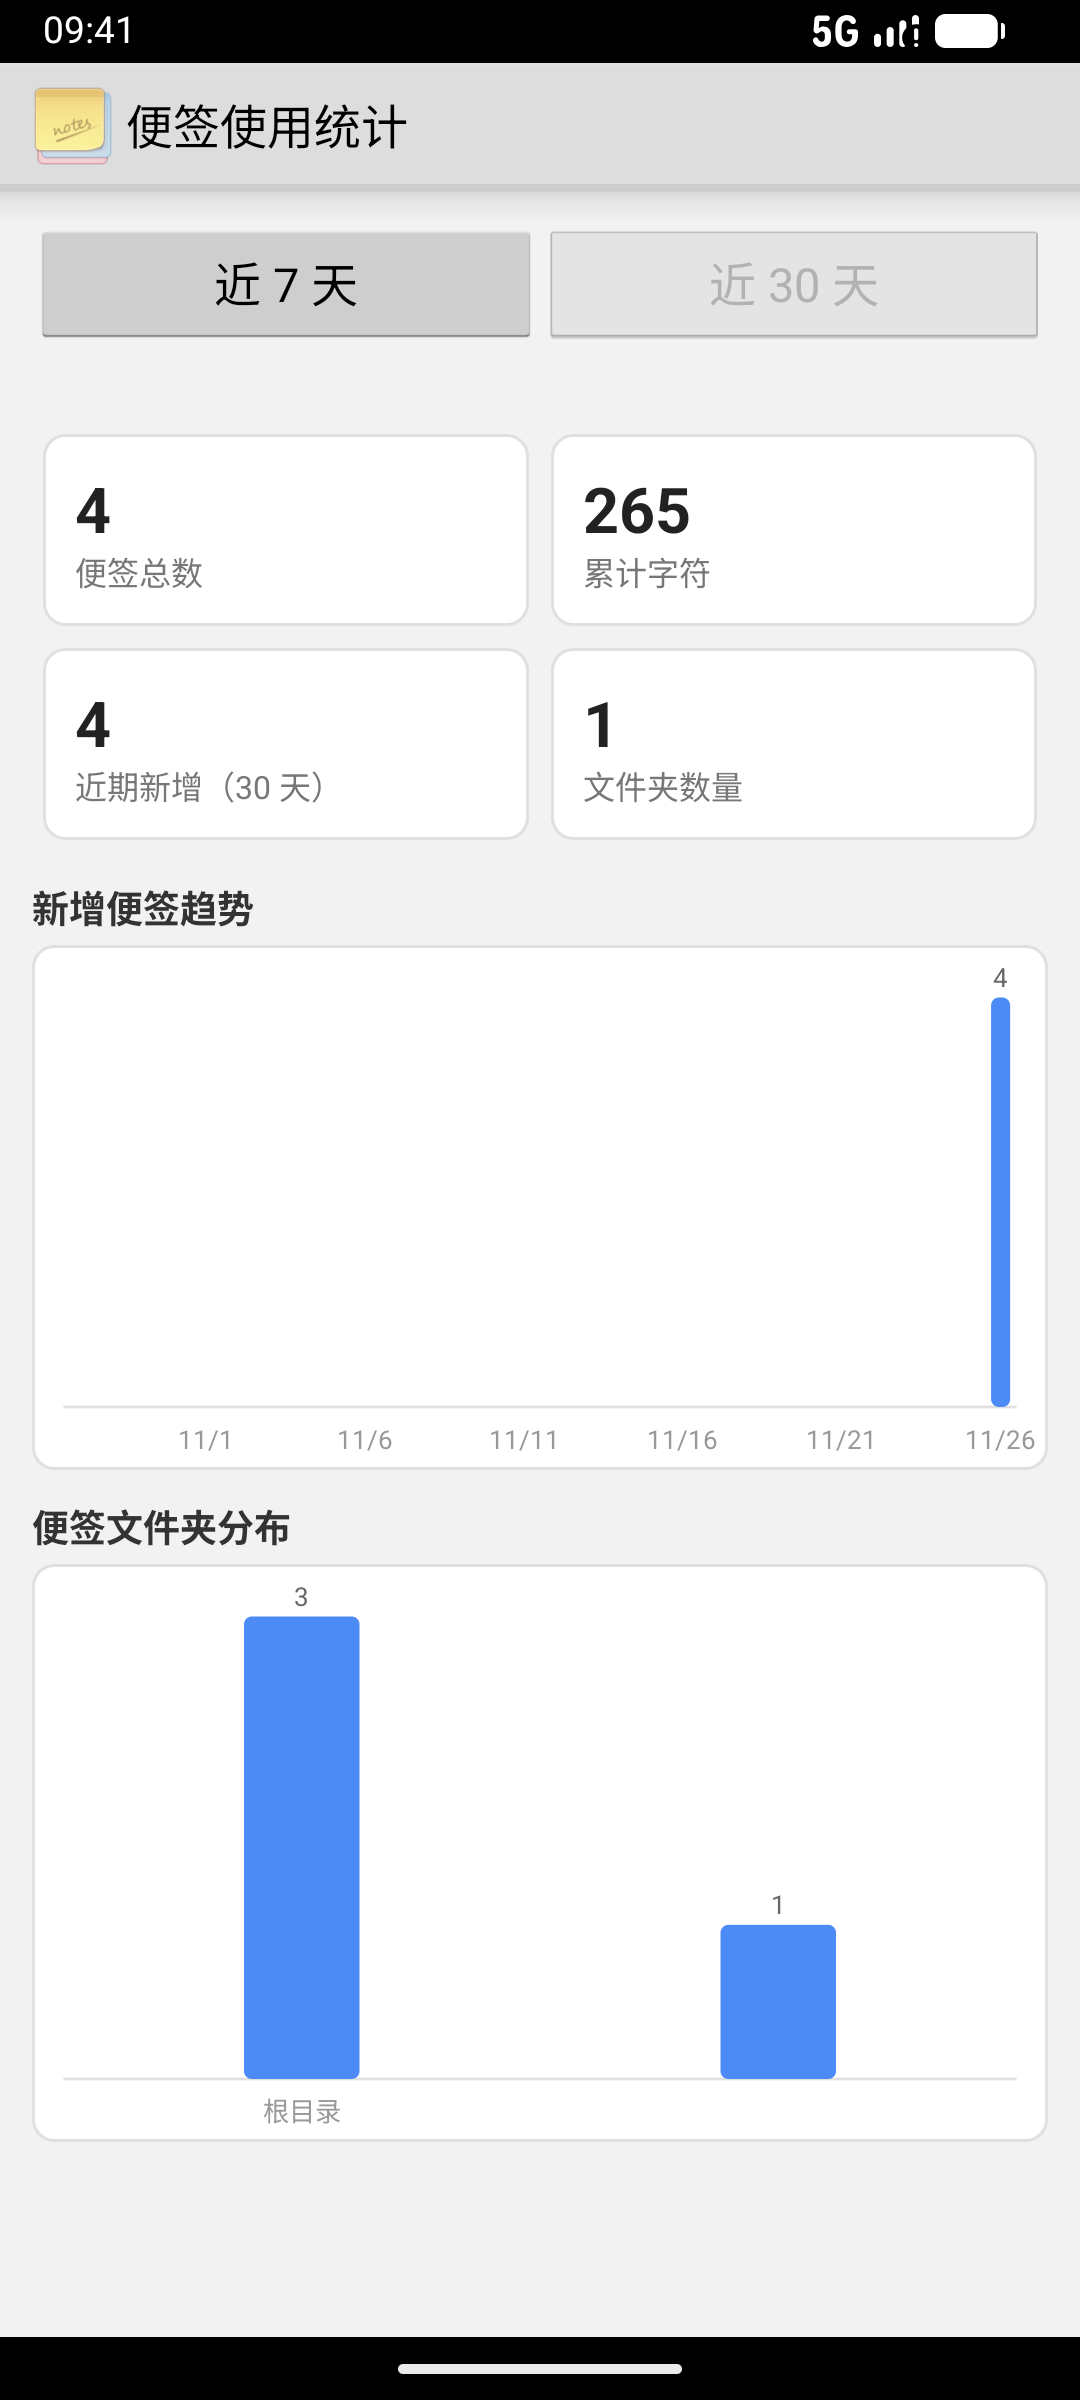 09:41
5G
notes
便签使用统计
近 7 天
近 30 天
4
便签总数
265
累计字符
4
近期新增（30 天）
1
文件夹数量
新增便签趋势
4
11/1 11/6 11/11 11/16 11/21 11/26
便签文件夹分布
3
1
根目录